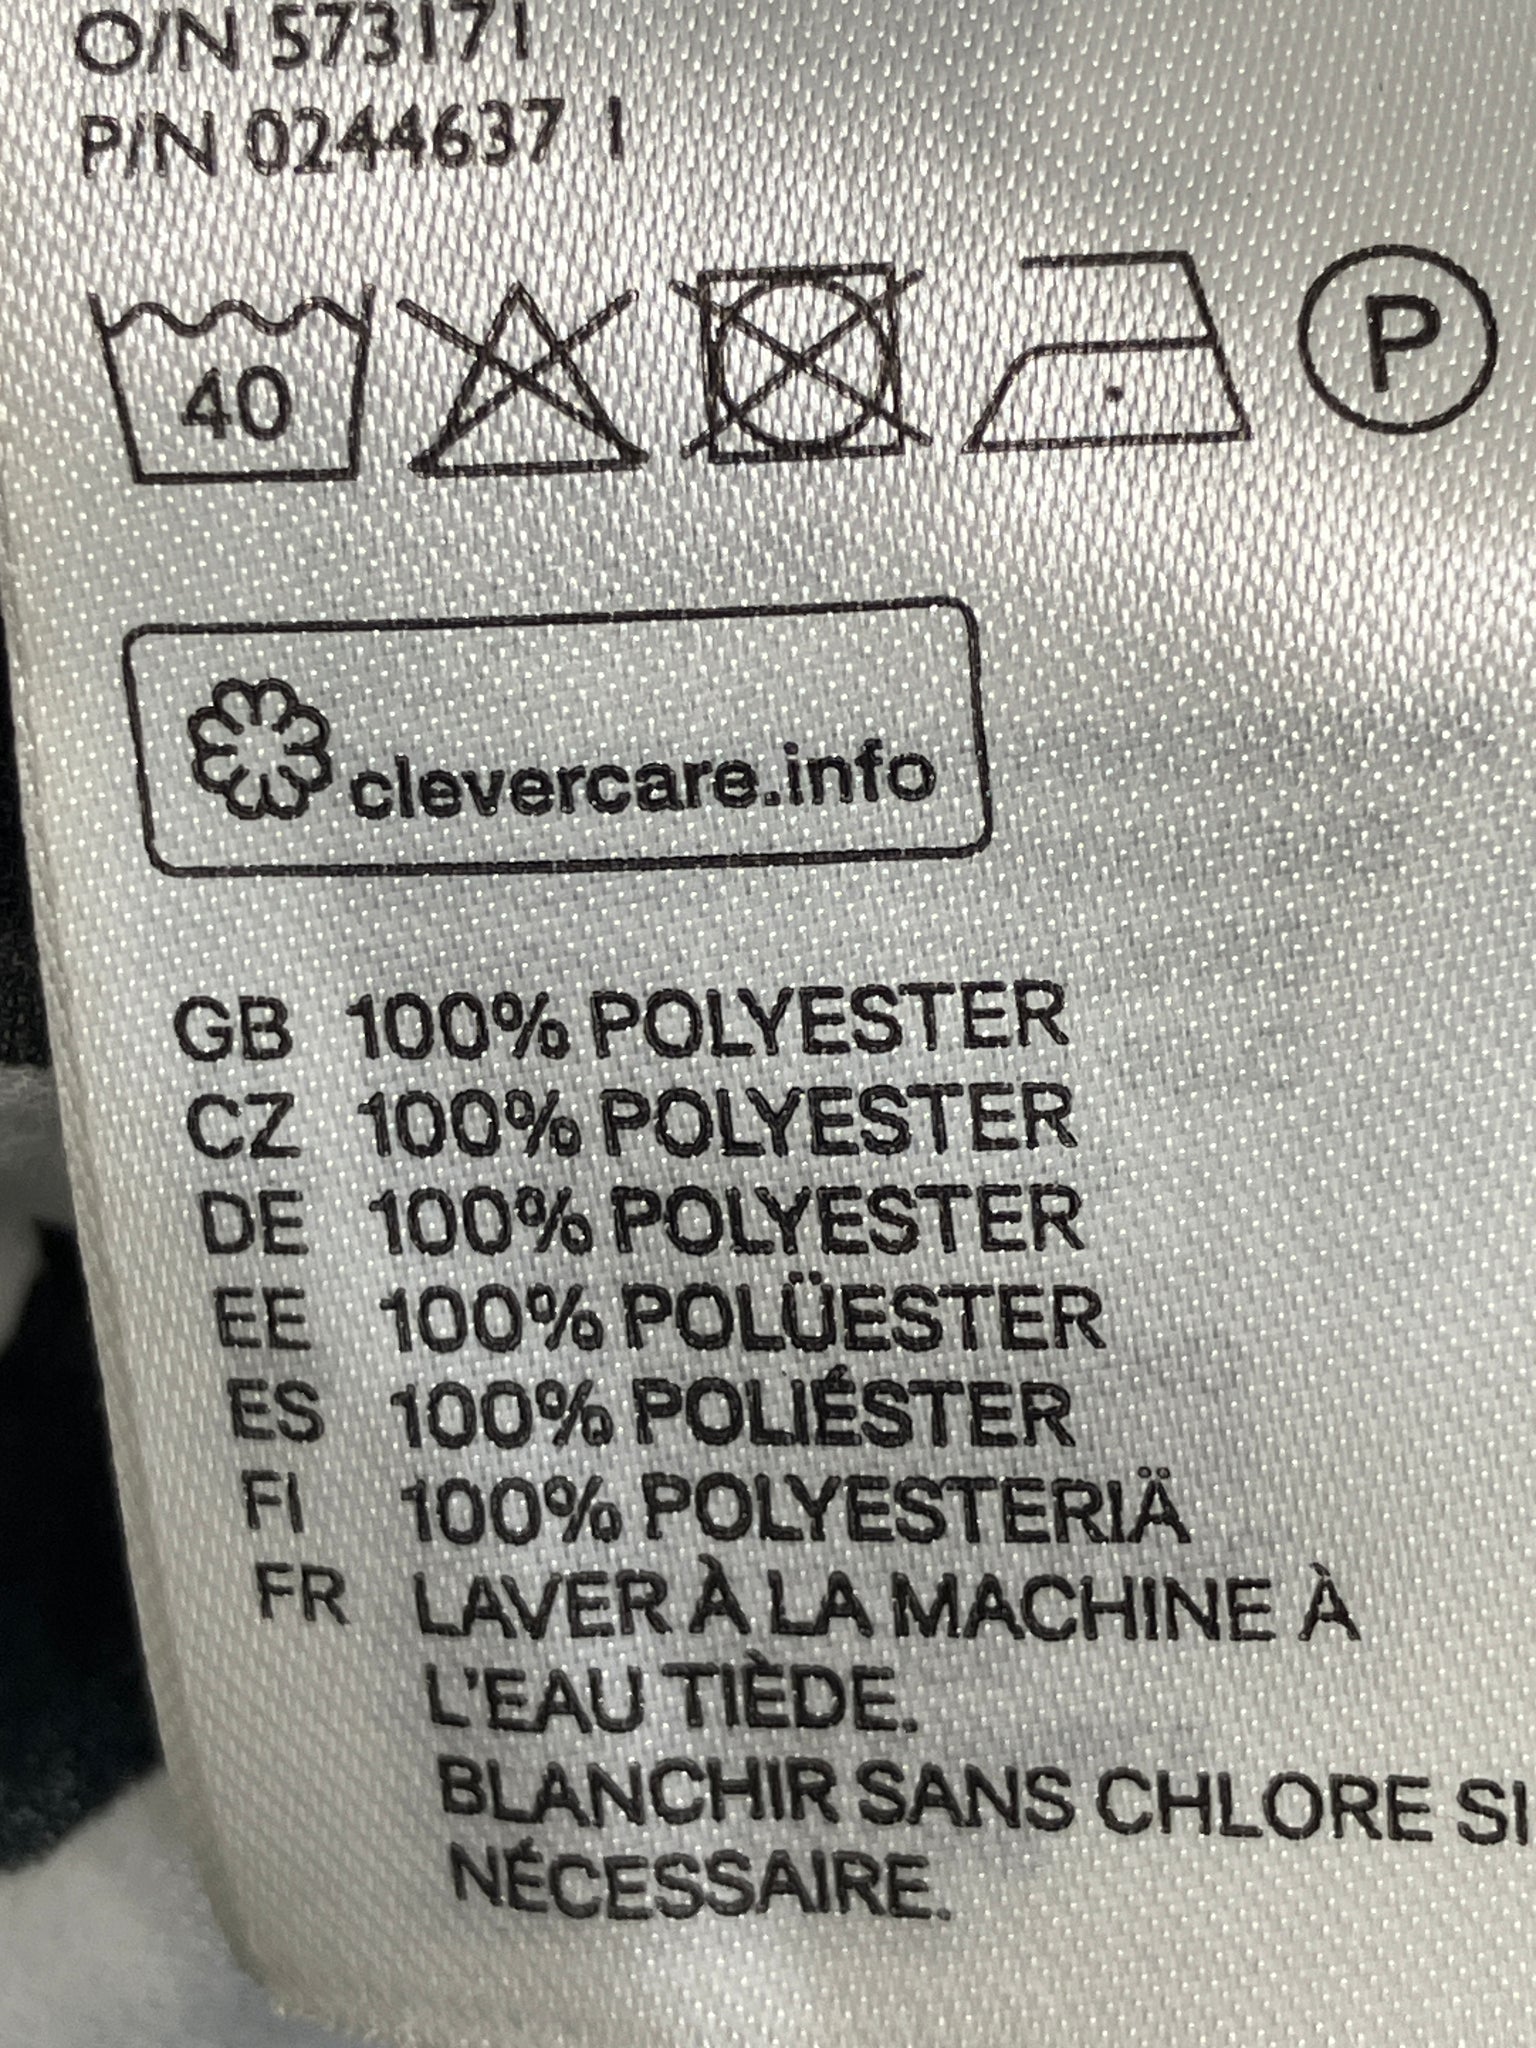 O/N 573171
P/N 0244637 1
40
P
clevercare.info
GB 100% POLYESTER
CZ 100% POLYESTER
DE 100% POLYESTER
EE 100% POLÜESTER
ES 100% POLIÉSTER
FI 100% POLYESTERIÄ
FR LAVER À LA MACHINE À
L'EAU TIÈDE.
BLANCHIR SANS CHLORE SI
NÉCESSAIRE.